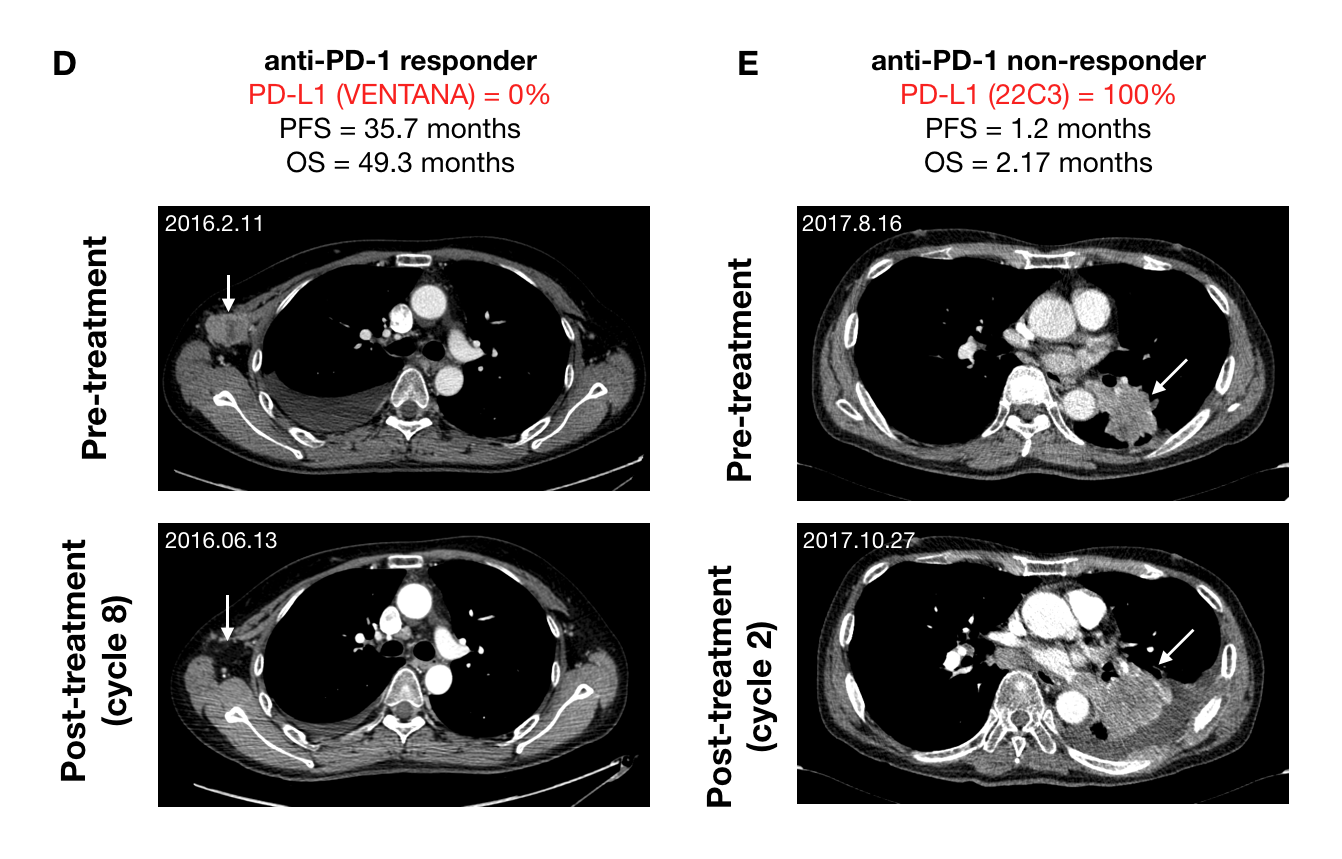 D
anti-PD-1 responder
PD-L1 (VENTANA) = 0%
PFS = 35.7 months
OS = 49.3 months
Pre-treatment
2016.2.11
Post-treatment
(cycle 8)
2016.06.13
E
anti-PD-1 non-responder
PD-L1 (22C3) = 100%
PFS = 1.2 months
OS = 2.17 months
Pre-treatment
2017.8.16
Post-treatment
(cycle 2)
2017.10.27